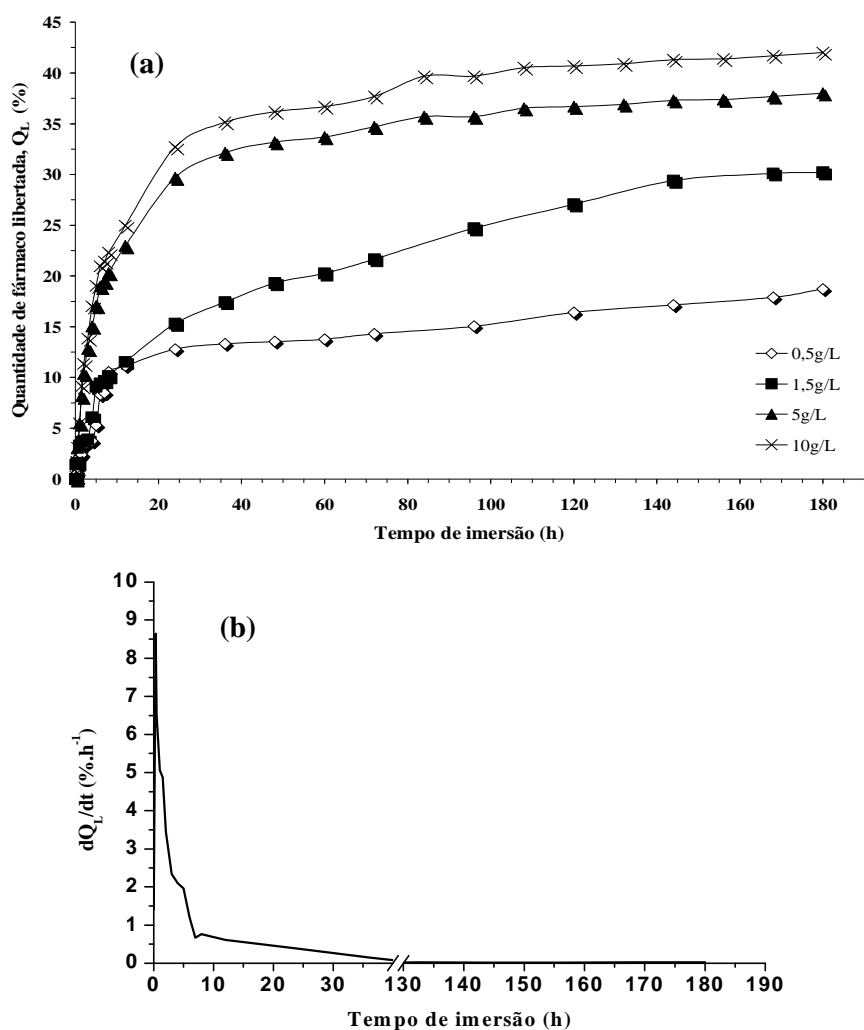 (a)
Quantidade de fármaco libertada, Q_L (%)
45
40
35
30
25
20
15
10
5
0
0 20 40 60 80 100 120 140 160 180
Tempo de imersão (h)
0,5g/L
1,5g/L
5g/L
10g/L
(b)
dQ_L/dt (%.h⁻¹)
10
9
8
7
6
5
4
3
2
1
0
0 10 20 30 130 140 150 160 170 180 190
Tempo de imersão (h)